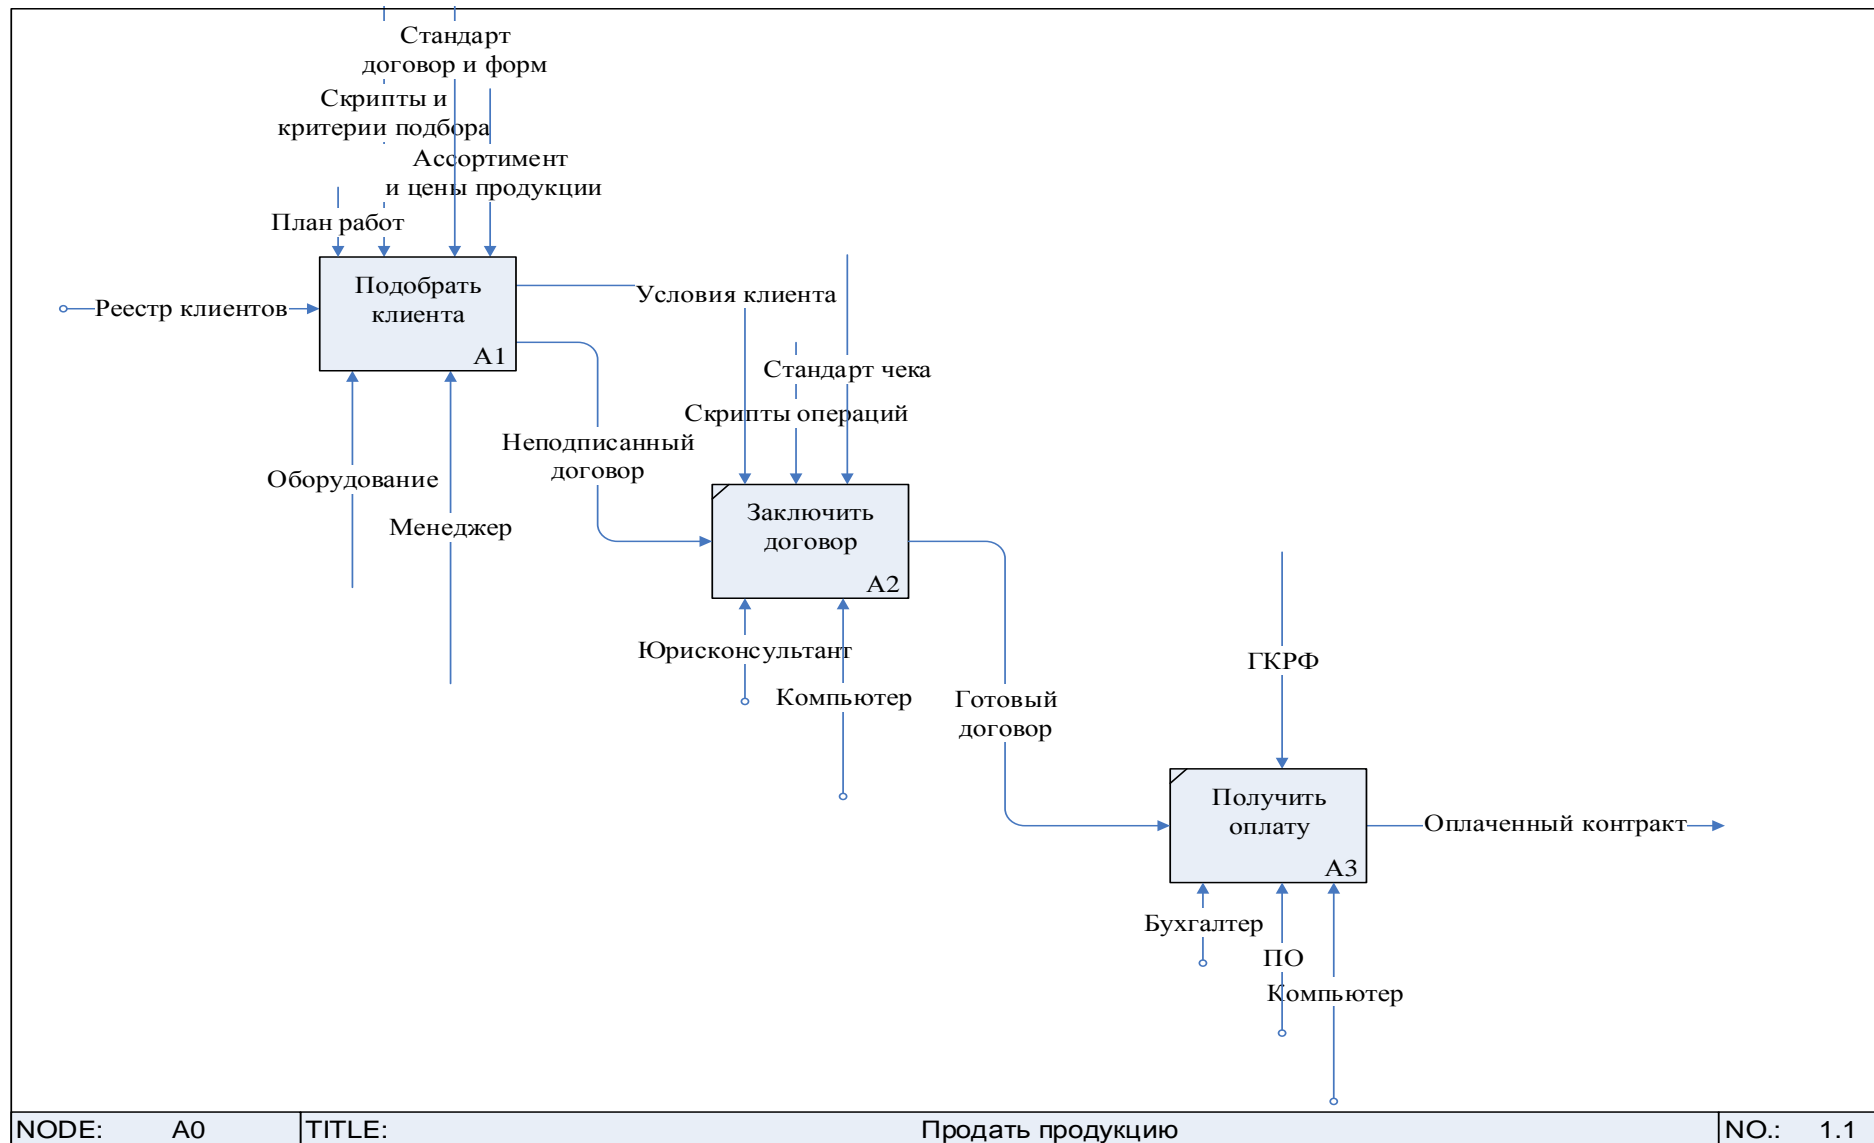 Стандарт
договор и форм
Скрипты и
критерии подбора
Ассортимент
и цены продукции
План работ
Подобрать
клиента
A1
Реестр клиентов
Условия клиента
Стандарт чека
Скрипты операций
Неподписанный
договор
Оборудование
Менеджер
Заключить
договор
A2
Юрисконсультант
Компьютер
Готовый
договор
ГКРФ
Получить
оплату
A3
Оплаченный контракт
Бухгалтер
ПО
Компьютер
NODE: A0 TITLE: Продать продукцию NO.: 1.1